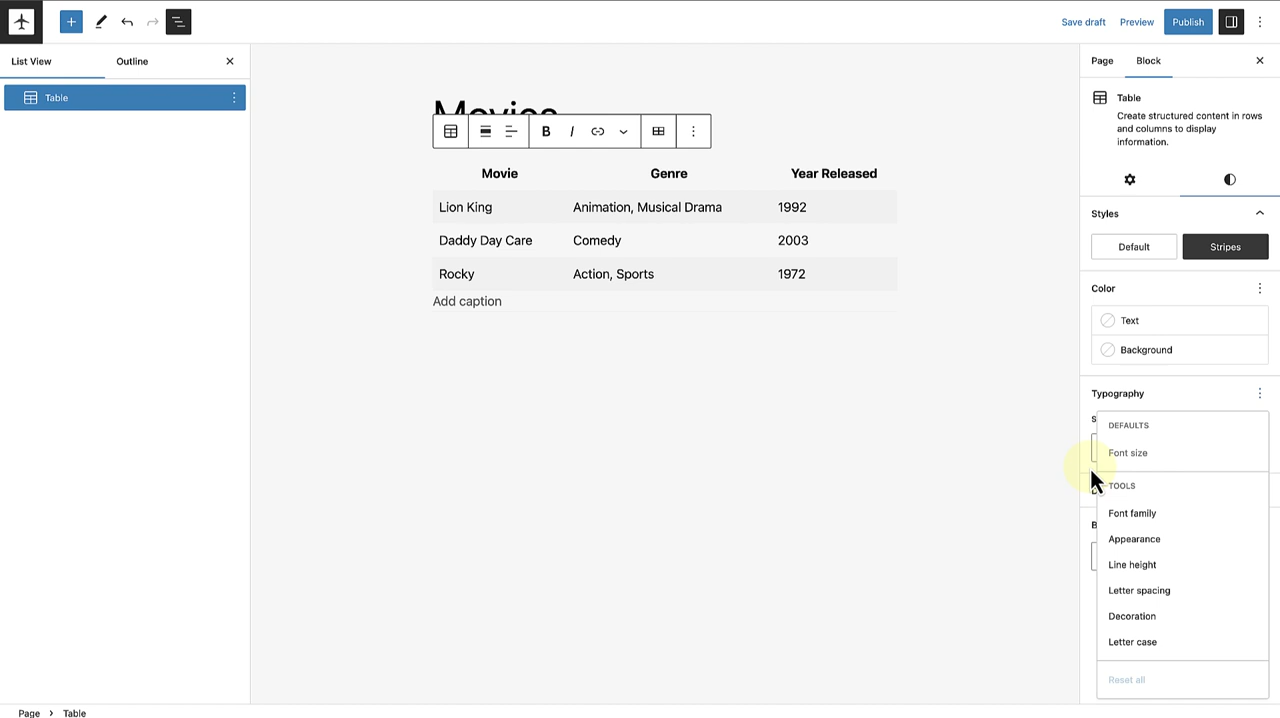 Save draft
Preview
Publish
List View
Outline
Table
Movies
B
I
Movie Genre Year Released
Lion King Animation, Musical Drama 1992
Daddy Day Care Comedy 2003
Rocky Action, Sports 1972
Add caption
Page
Block
Table
Create structured content in rows
and columns to display
information.
Styles
Default
Stripes
Color
Text
Background
Typography
DEFAULTS
Font size
TOOLS
Font family
Appearance
Line height
Letter spacing
Decoration
Letter case
Reset all
Page > Table